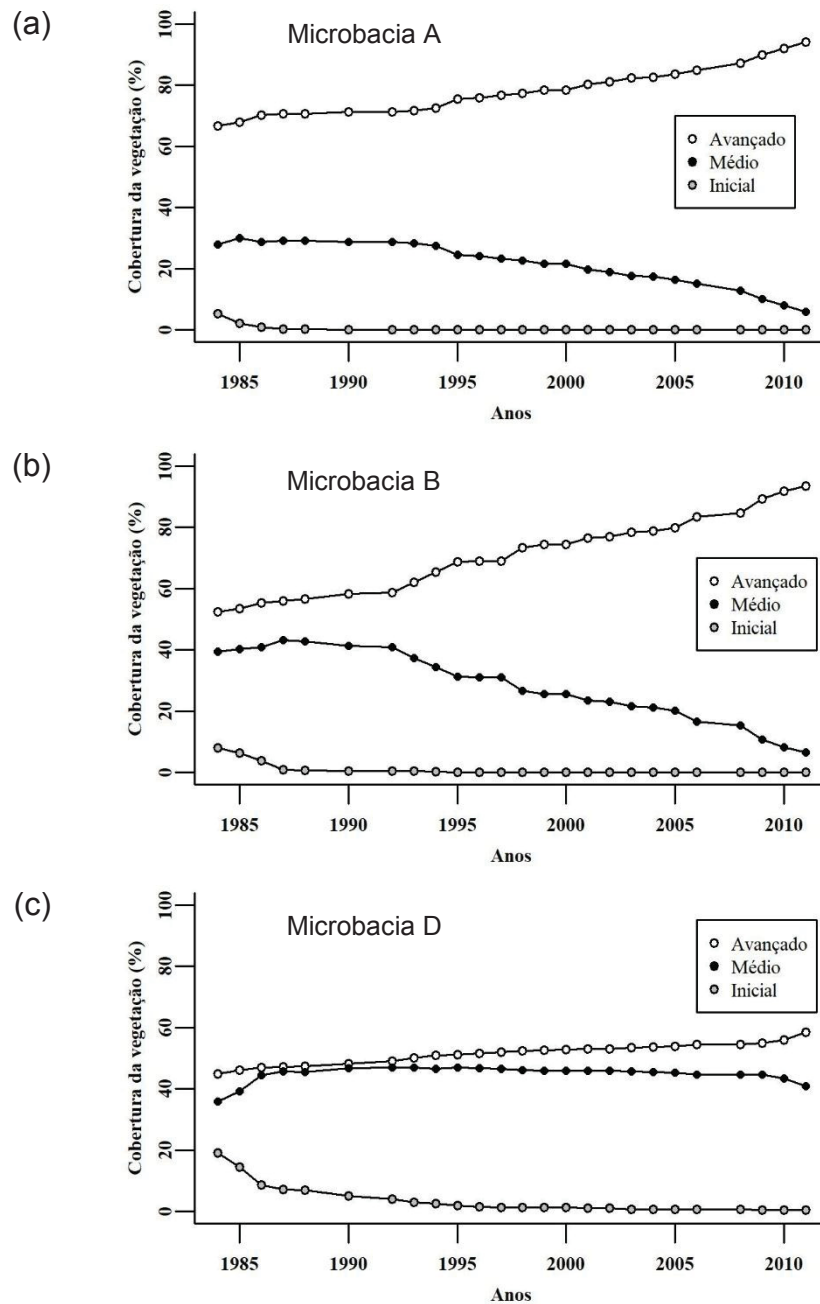 (a)
Microbacia A
Cobertura da vegetação (%)
100
80
60
40
20
0
Avançado
Médio
Inicial
1985 1990 1995 2000 2005 2010
Anos
(b)
Microbacia B
Cobertura da vegetação (%)
100
80
60
40
20
0
Avançado
Médio
Inicial
1985 1990 1995 2000 2005 2010
Anos
(c)
Microbacia D
Cobertura da vegetação (%)
100
80
60
40
20
0
Avançado
Médio
Inicial
1985 1990 1995 2000 2005 2010
Anos